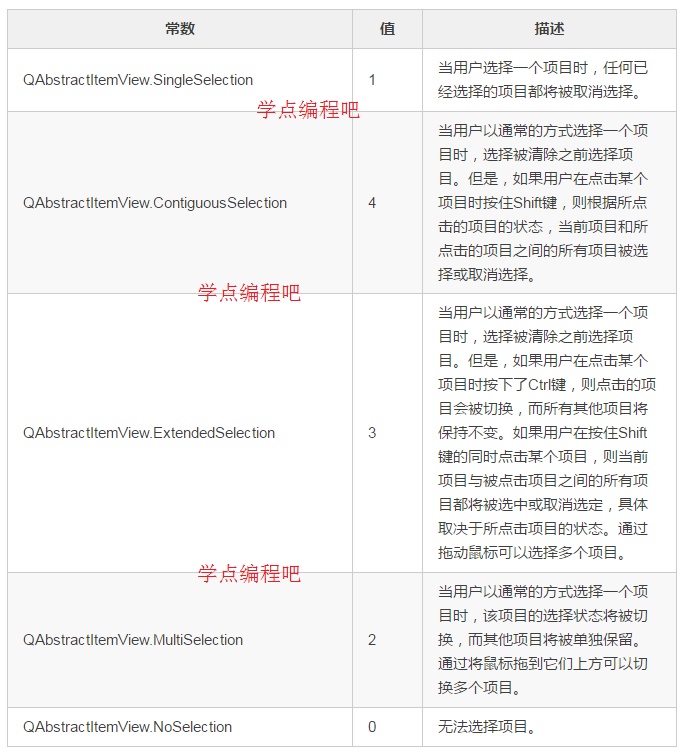 常数 值 描述
QAbstractItemView.SingleSelection 1
当用户选择一个项目时，任何已
经选择的项目都将被取消选择。
学点编程吧
QAbstractItemView.ContiguousSelection 4
当用户以通常的方式选择一个项
目时，选择被清除之前选择项
目。但是，如果用户在点击某个
项目时按住Shift键，则根据所点
击的项目的状态，当前项目和所
点击的项目之间的所有项目被选
择或取消选择。
学点编程吧
QAbstractItemView.ExtendedSelection 3
当用户以通常的方式选择一个项
目时，选择被清除之前选择项
目。但是，如果用户在点击某个
项目时按下了Ctrl键，则点击的项
目会被切换，而所有其他项目将
保持不变。如果用户在按住Shift
键的同时点击某个项目，则当前
项目与被点击项目之间的所有项
目都将被选中或取消选定，具体
取决于所点击项目的状态。通过
拖动鼠标可以选择多个项目。
学点编程吧
QAbstractItemView.MultiSelection 2
当用户以通常的方式选择一个项
目时，该项目的选择状态将被切
换，而其他项目将被单独保留。
通过将鼠标拖到它们上方可以切
换多个项目。
QAbstractItemView.NoSelection 0 无法选择项目。